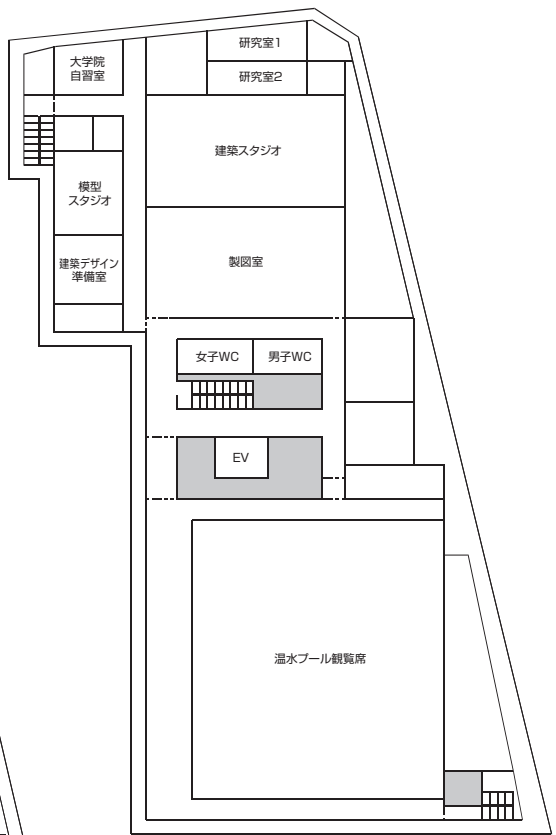 研究室1
大学院
自習室
研究室2
建築スタジオ
模型
スタジオ
建築デザイン
準備室
製図室
女子WC
男子WC
EV
温水プール観覧席